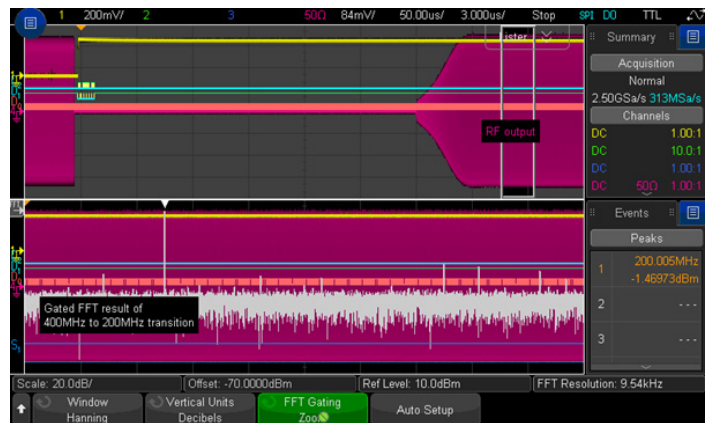 1 200mV/ 2 3 50Ω 84mV/ 50.00us/ 3.000us/ Stop SPI D0 TTL
Lister
Summary
Acquisition
Normal
2.50GSa/s 313MSa/s
Channels
DC 1.00:1
DC 10.0:1
DC 1.00:1
DC 50Ω 1.00:1
RF output
Events
Peaks
1 200.005MHz
-1.46973dBm
2 - - -
3 - - -
Gated FFT result of
400MHz to 200MHz transition
Scale: 20.0dB/ Offset: -70.0000dBm Ref Level: 10.0dBm FFT Resolution: 9.54kHz
Window
Hanning
Vertical Units
Decibels
FFT Gating
Zoom
Auto Setup